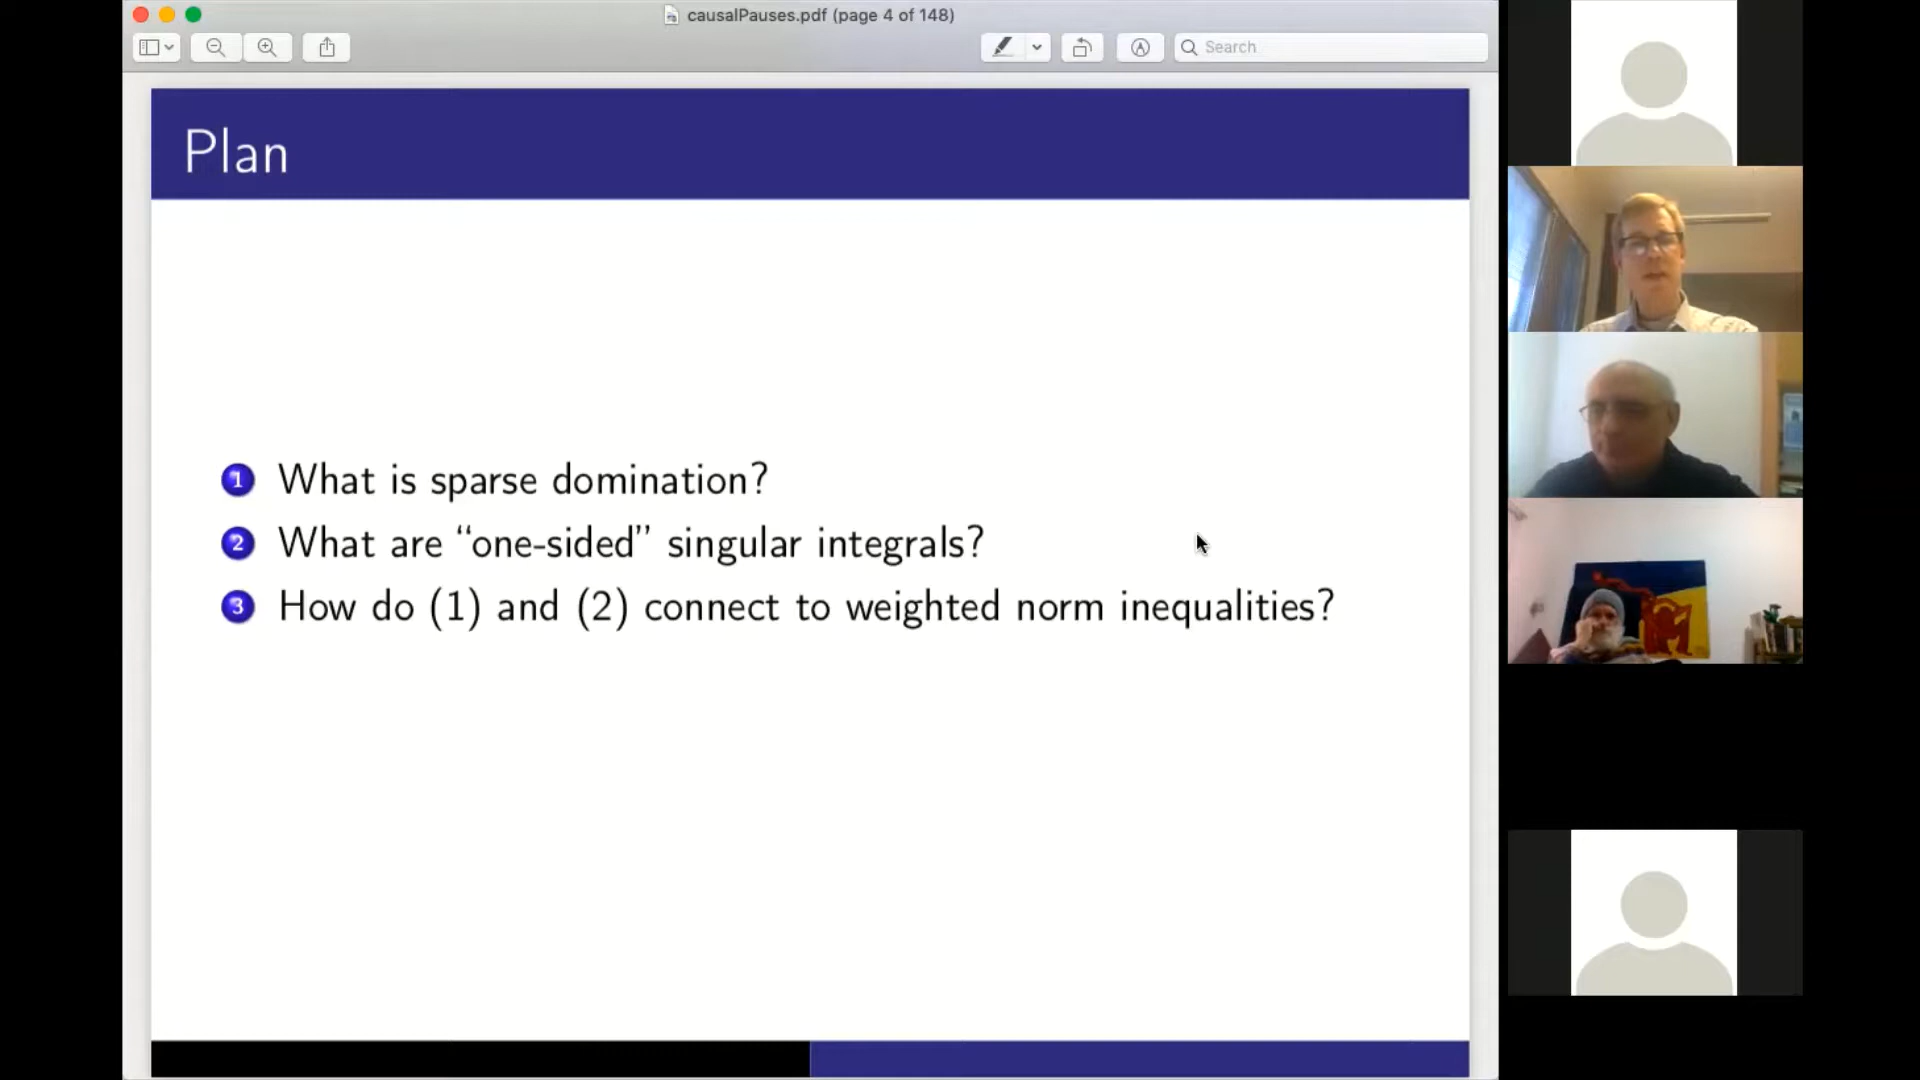 causalPauses.pdf (page 4 of 148)
Search
Plan
1 What is sparse domination?
2 What are “one-sided” singular integrals?
3 How do (1) and (2) connect to weighted norm inequalities?